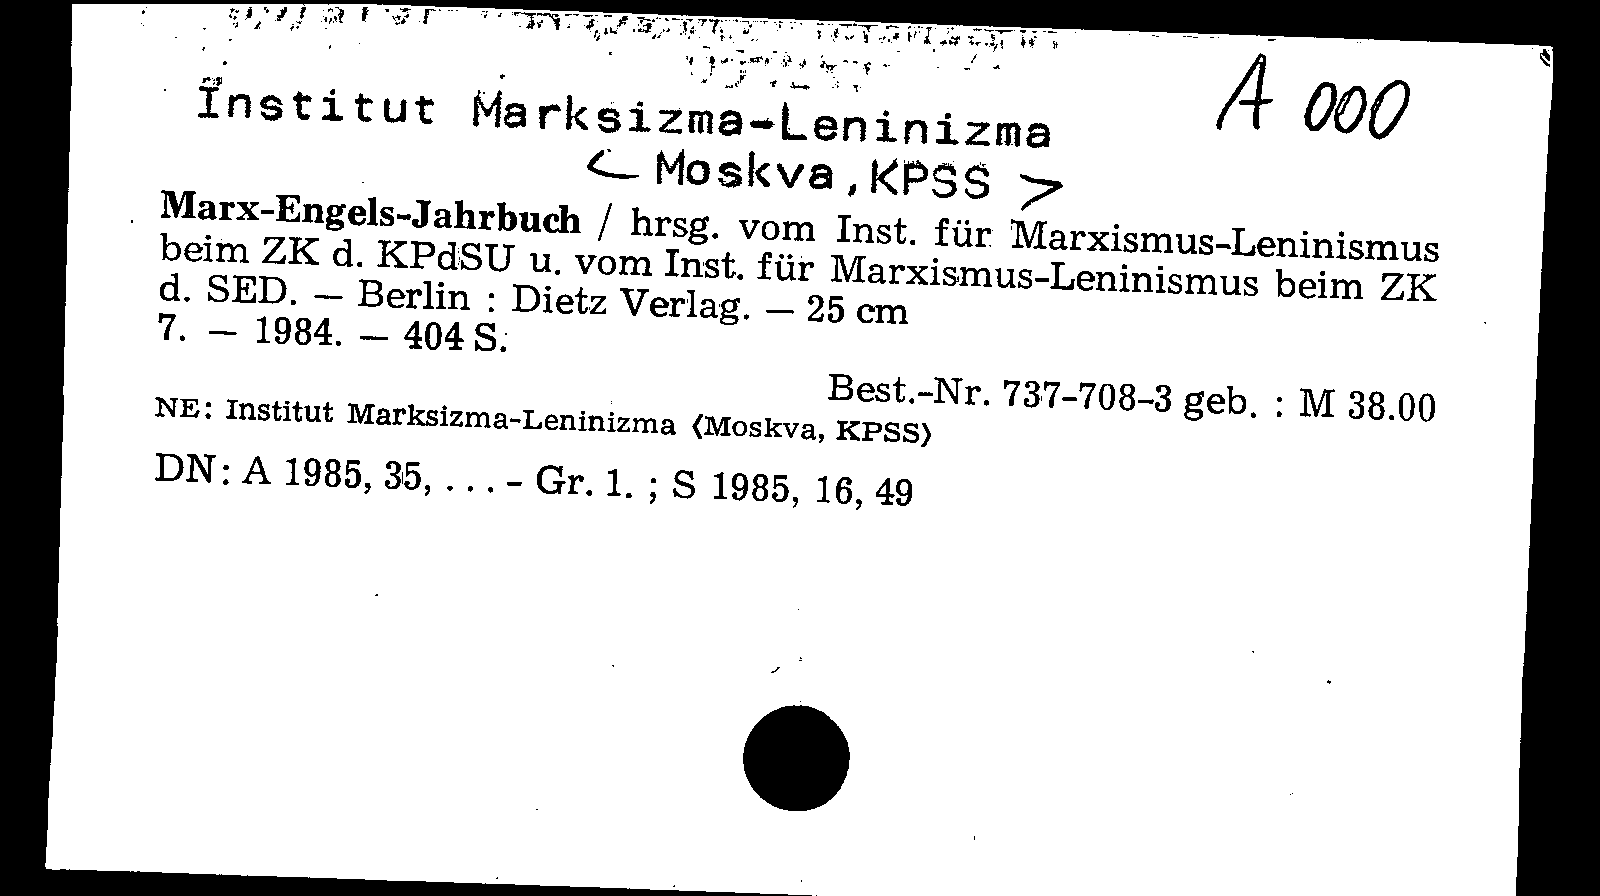 Institut Marksizma-Leninizma
A 000
< Moskva,KPSS >
Marx-Engels-Jahrbuch / hrsg. vom Inst. für Marxismus-Leninismus
beim ZK d. KPdSU u. vom Inst. für Marxismus-Leninismus beim ZK
d. SED. — Berlin : Dietz Verlag. — 25 cm
7. — 1984. — 404 S.
Best.-Nr. 737-708-3 geb. : M 38.00
NE: Institut Marksizma-Leninizma ⟨Moskva, KPSS⟩
DN: A 1985, 35, . . . - Gr. 1. ; S 1985, 16, 49